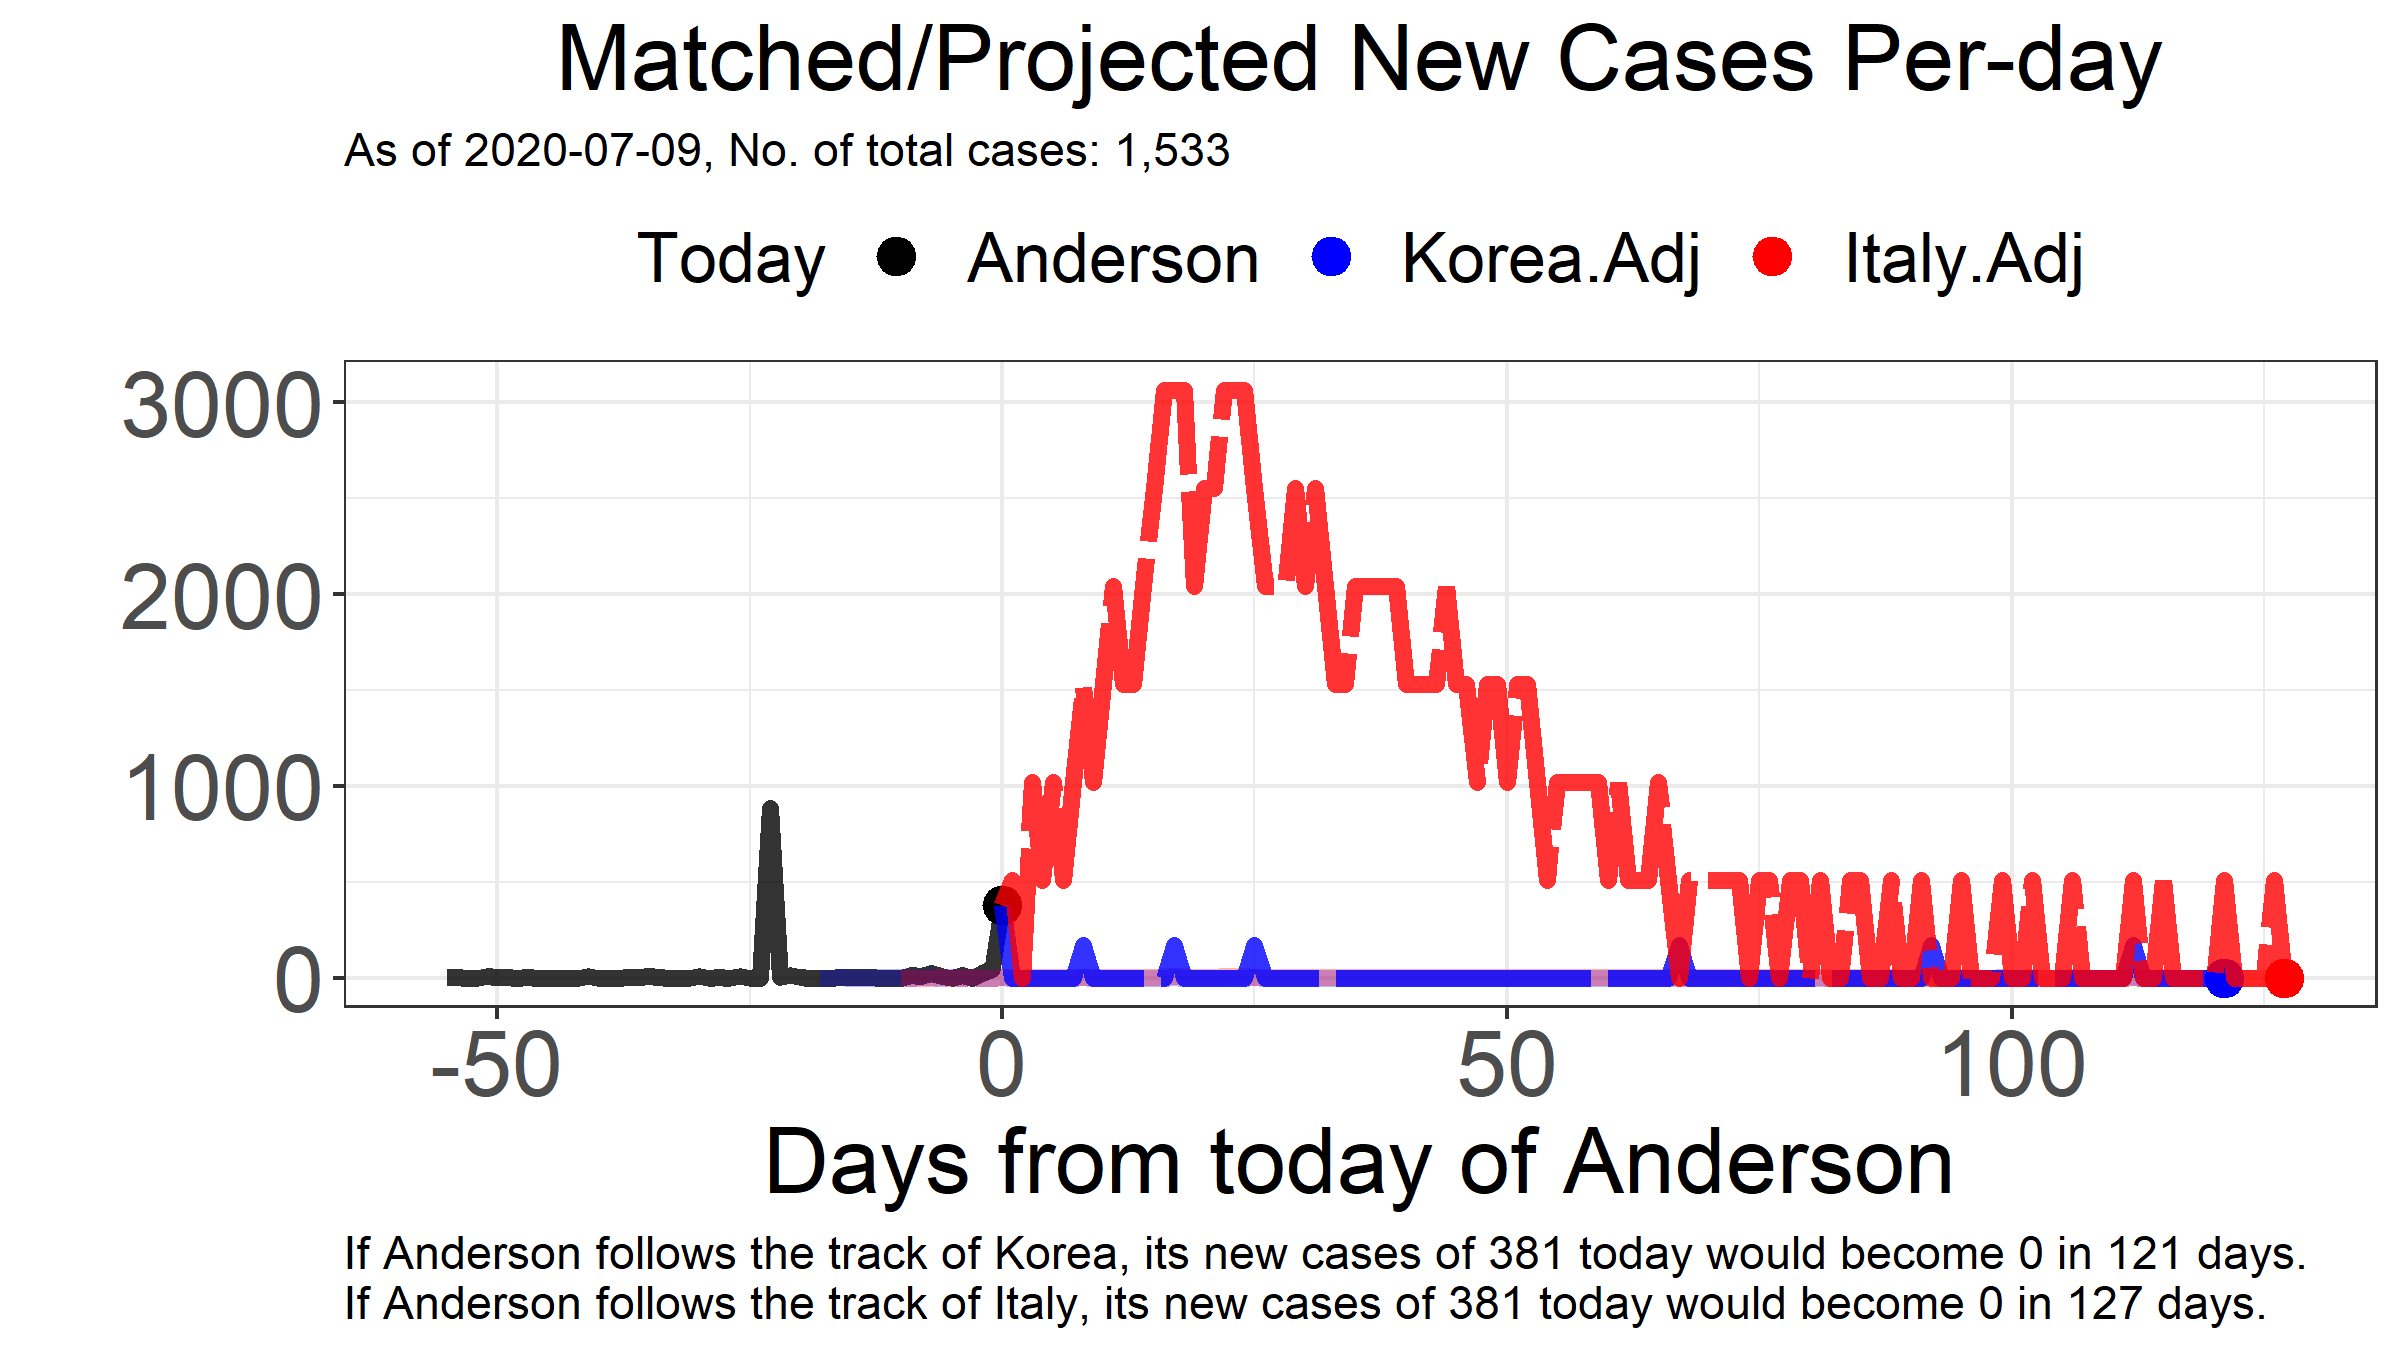 Matched/Projected New Cases Per-day
As of 2020-07-09, No. of total cases: 1,533
Today Anderson Korea.Adj Italy.Adj
3000
2000
1000
0
-50 0 50 100
Days from today of Anderson
If Anderson follows the track of Korea, its new cases of 381 today would become 0 in 121 days.
If Anderson follows the track of Italy, its new cases of 381 today would become 0 in 127 days.